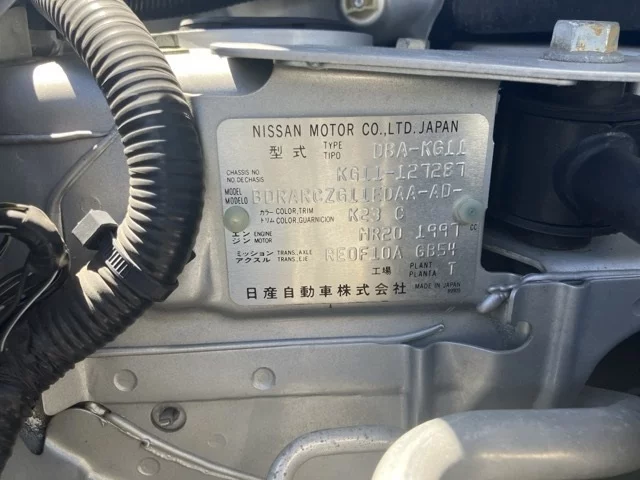 NISSAN MOTOR CO.,LTD.JAPAN
型式 TYPE TIPO DBA-KG11
CHASSIS NO NO DECHASIS KG11-127287
MODEL MODELO
カラー COLOR,TRIM トリム COLOR,GUARNICION K23 C
エンジン ENGINE MOTOR MR20 1997 CC
ミッション TRANS.,AXLE アクスル TRANS.,EJE RE0F10A GB54
工場 PLANT PLANTA T
日産自動車株式会社 MADE IN JAPAN